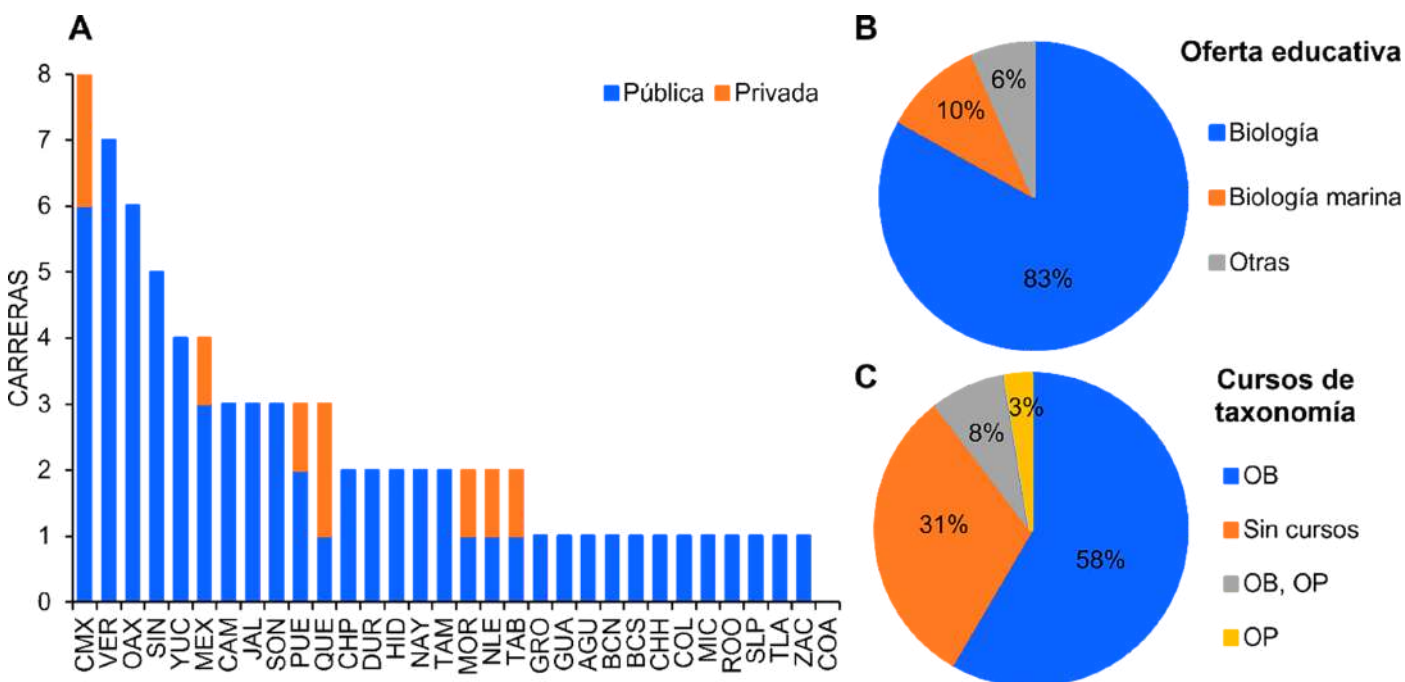 A
8
7
6
5
4
3
2
1
0
CARRERAS
Pública
Privada
CMX
VER
OAX
SIN
YUC
MEX
CAM
JAL
SON
PUE
QUE
CHP
DUR
HID
NAY
TAM
MOR
NLE
TAB
GRO
GUA
AGU
BCN
BCS
CHH
COL
MIC
ROO
SLP
TLA
ZAC
COA
B
Oferta educativa
6%
10%
83%
Biología
Biología marina
Otras
C
Cursos de
taxonomía
3%
8%
31%
58%
OB
Sin cursos
OB, OP
OP